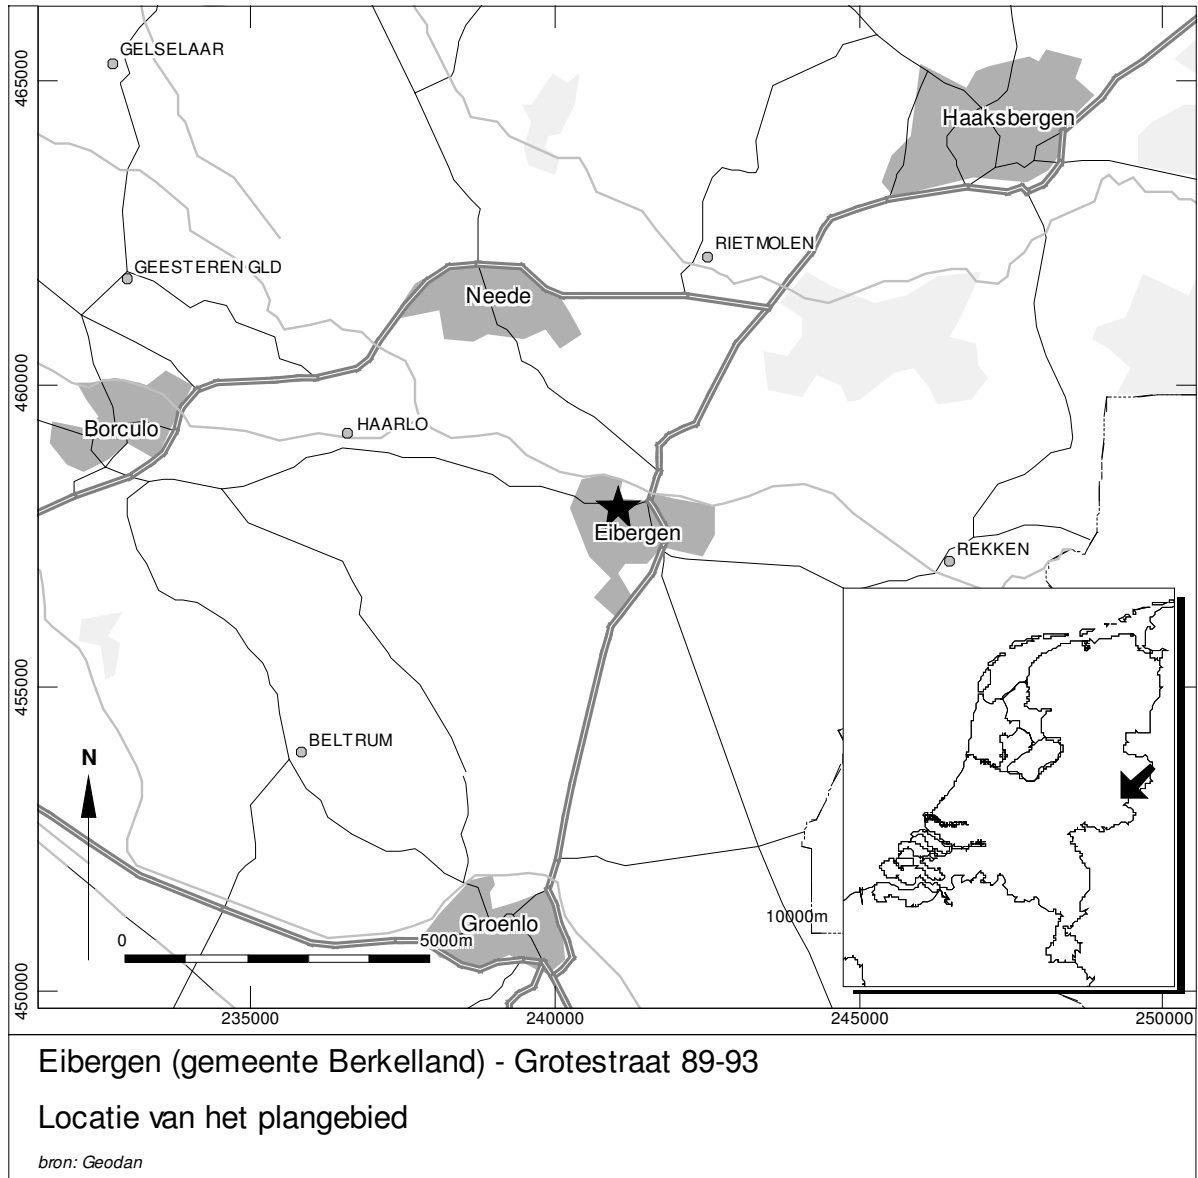 GELSELAAR
465000
Haaksbergen
RIETMOLEN
GEESTEREN GLD
Neede
460000
HAARLO
Borculo
Eibergen
REKKEN
455000
BELTRUM
N
10000m
Groenlo
0
5000m
450000
235000
240000
245000
250000
Eibergen (gemeente Berkelland) - Grotestraat 89-93
Locatie van het plangebied
bron: Geodan